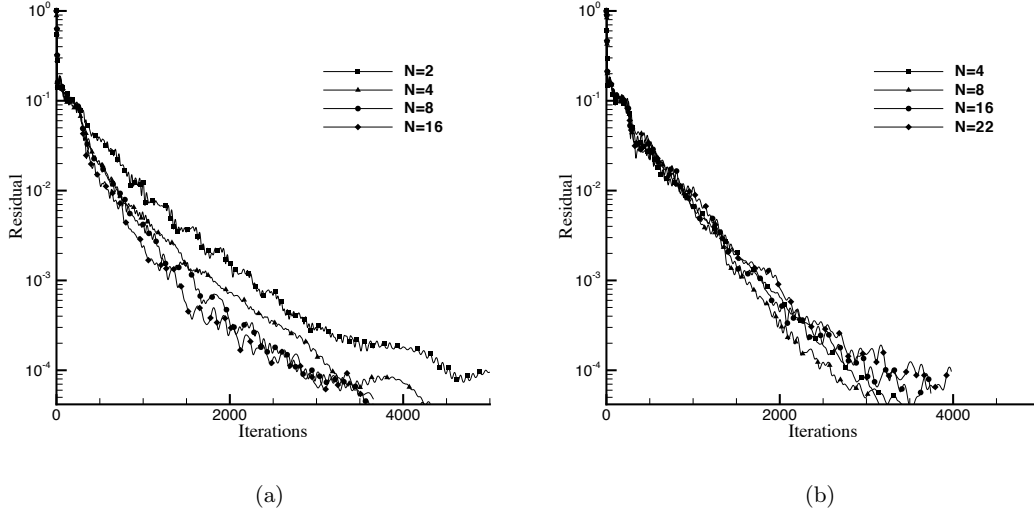 10^0
10^-1
10^-2
10^-3
10^-4
Residual
0
2000
4000
Iterations
N=2
N=4
N=8
N=16
(a)
10^0
10^-1
10^-2
10^-3
10^-4
Residual
0
2000
4000
Iterations
N=4
N=8
N=16
N=22
(b)